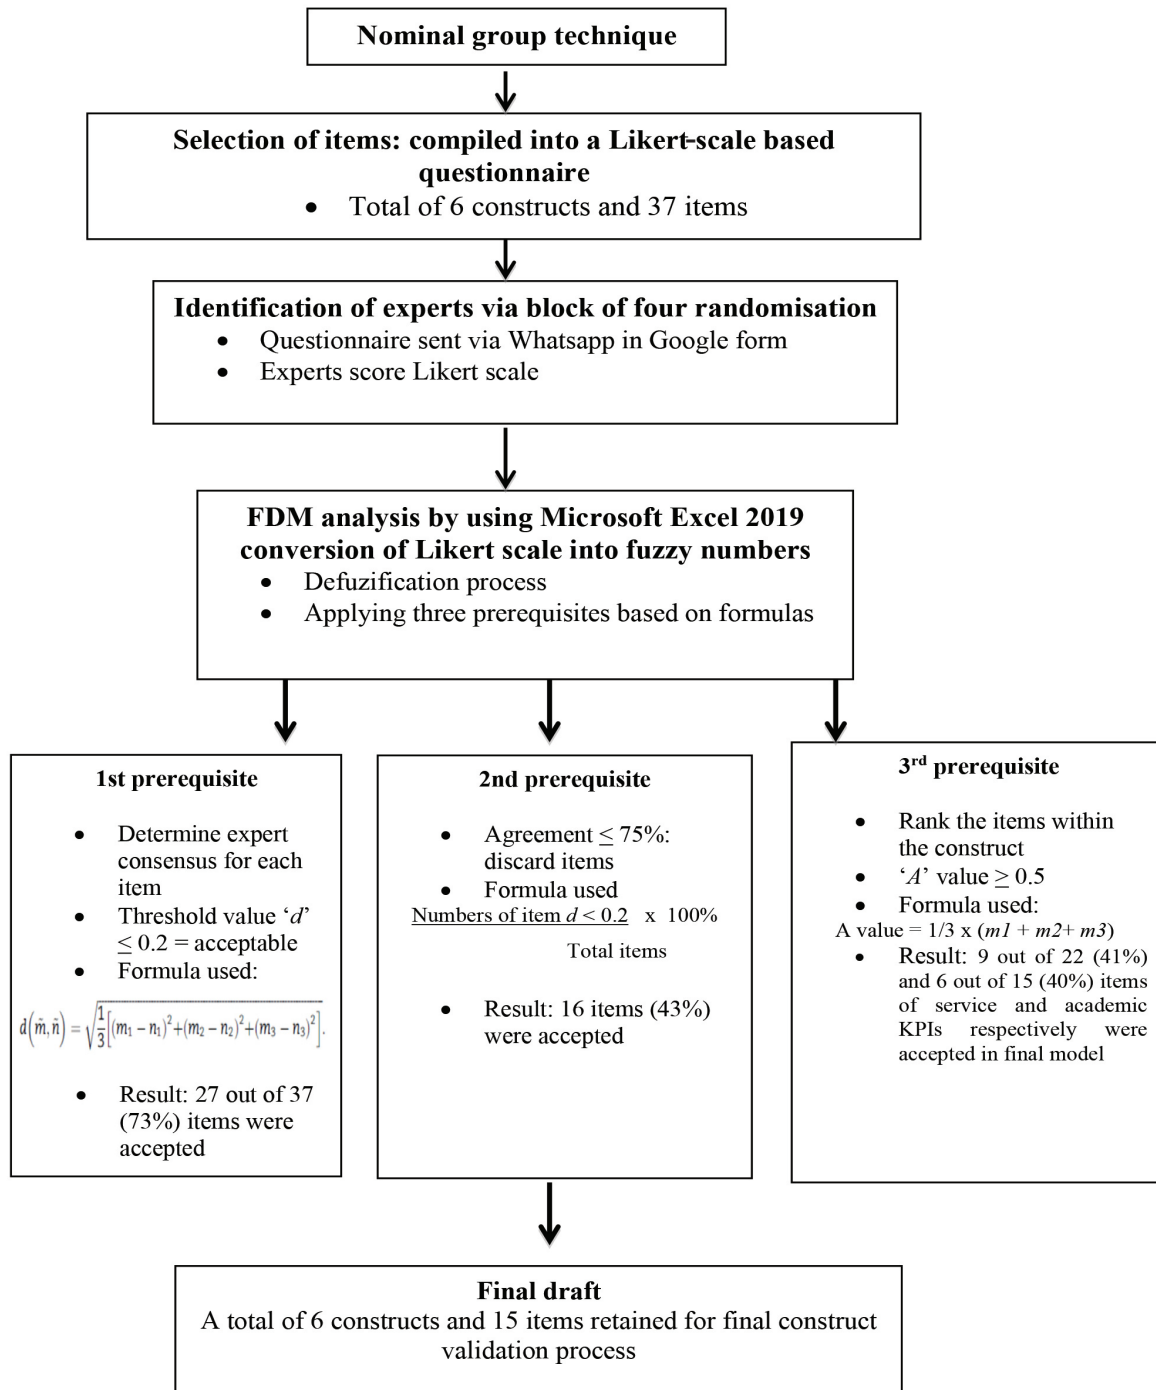 Nominal group technique
Selection of items: compiled into a Likert-scale based
questionnaire
• Total of 6 constructs and 37 items
Identification of experts via block of four randomisation
• Questionnaire sent via Whatsapp in Google form
• Experts score Likert scale
FDM analysis by using Microsoft Excel 2019
conversion of Likert scale into fuzzy numbers
• Defuzification process
• Applying three prerequisites based on formulas
1st prerequisite
• Determine expert
consensus for each
item
• Threshold value ‘d’
≤ 0.2 = acceptable
• Formula used:
d(m̃, ñ) = √(1/3[(m₁ − n₁)² + (m₂ − n₂)² + (m₃ − n₃)²]).
• Result: 27 out of 37
(73%) items were
accepted
2nd prerequisite
• Agreement ≤ 75%:
discard items
• Formula used
Numbers of item d < 0.2 x 100%
Total items
• Result: 16 items (43%)
were accepted
3rd prerequisite
• Rank the items within
the construct
• ‘A’ value ≥ 0.5
• Formula used:
A value = 1/3 x (m1 + m2+ m3)
• Result: 9 out of 22 (41%)
and 6 out of 15 (40%) items
of service and academic
KPIs respectively were
accepted in final model
Final draft
A total of 6 constructs and 15 items retained for final construct
validation process